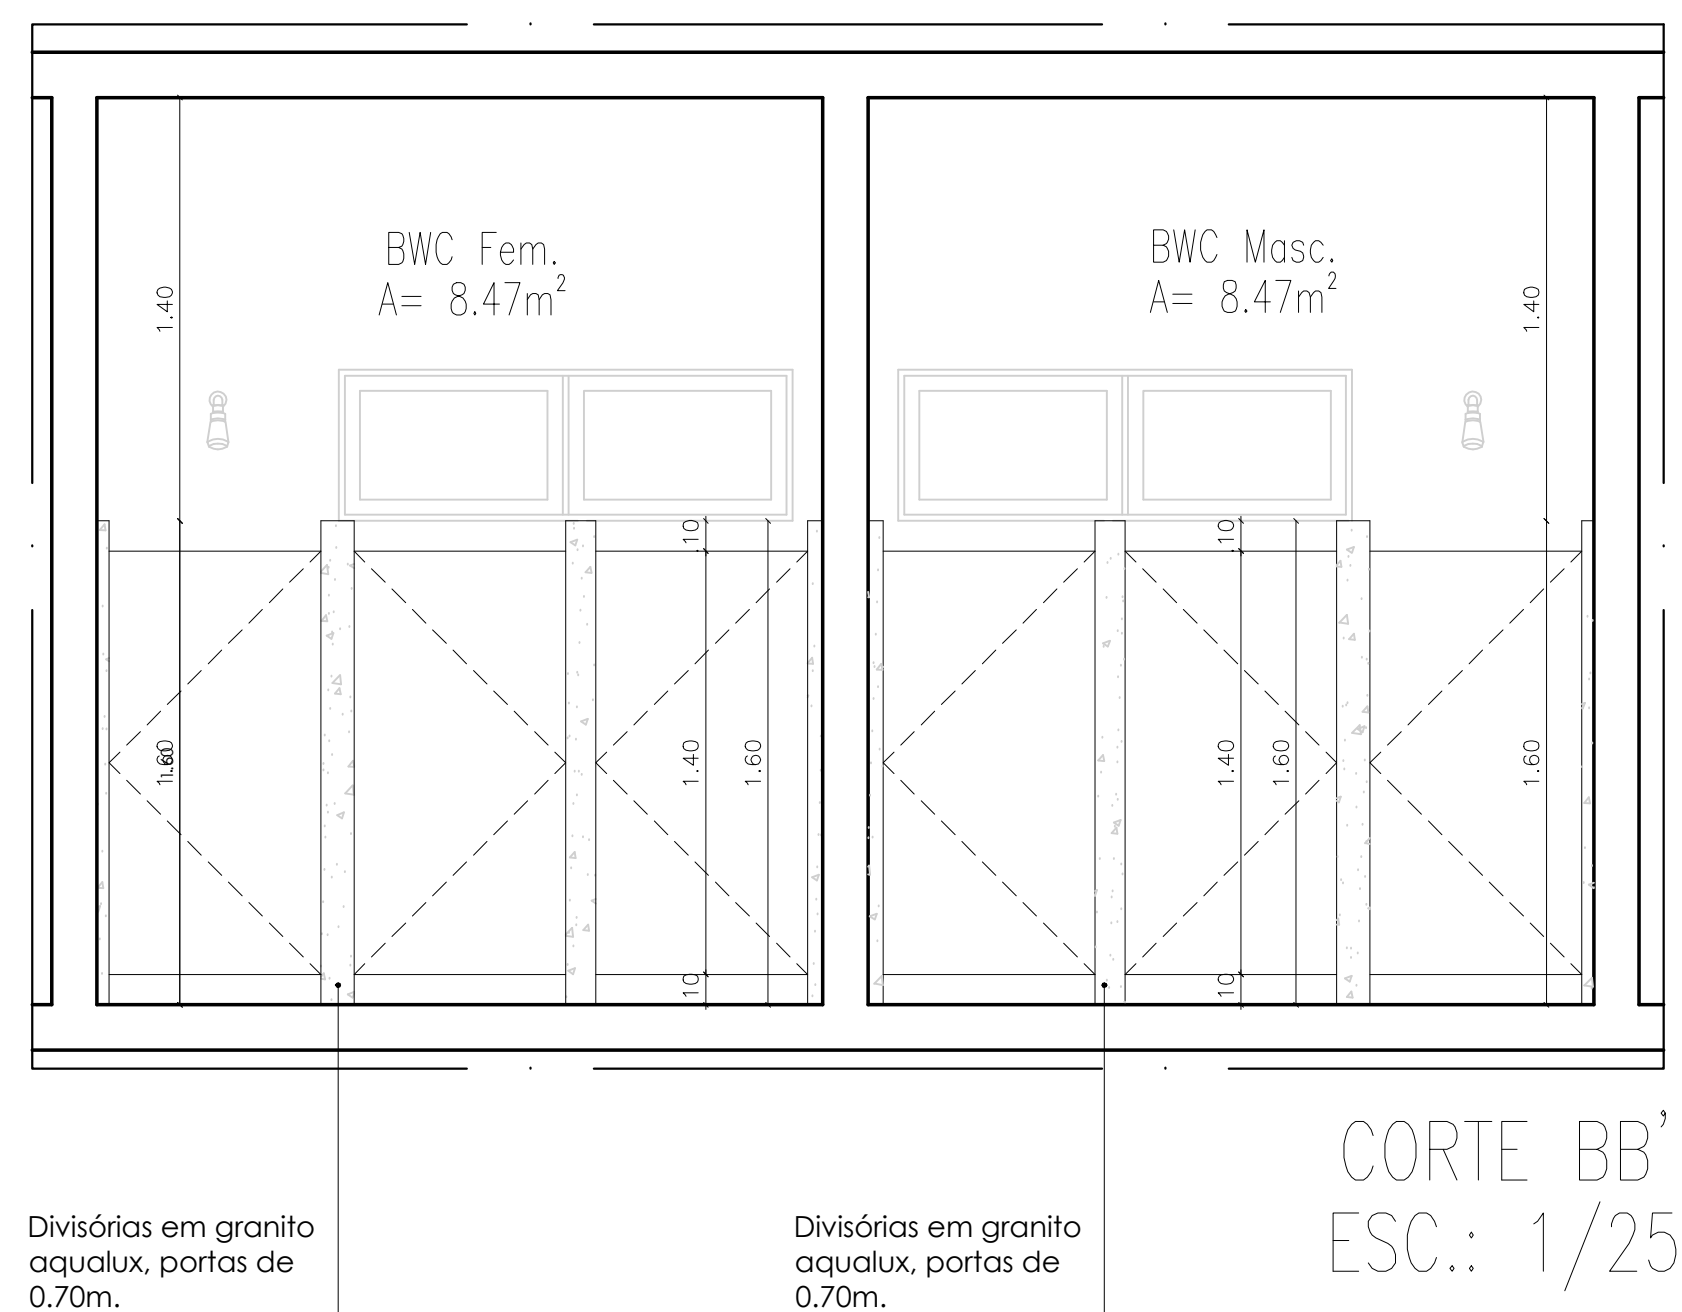 BWC Fem.
A= 8.47m²
BWC Masc.
A= 8.47m²
1.40
1.40
.10
.10
1.60
1.60
1.40
1.60
1.40
1.60
1.60
.10
.10
CORTE BB'
ESC.: 1/25
Divisórias em granito
aqualux, portas de
0.70m.
Divisórias em granito
aqualux, portas de
0.70m.